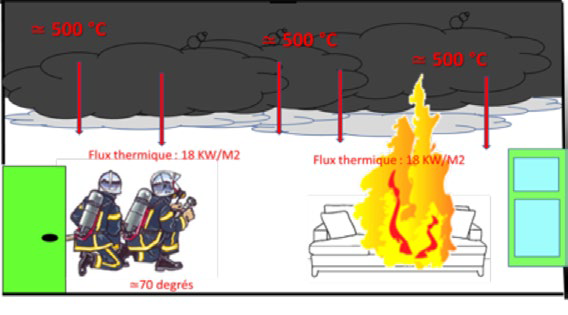 ≃ 500 °C
≃ 500 °C
≃ 500 °C
Flux thermique : 18 KW/M2
Flux thermique : 18 KW/M2
≃70 degrés